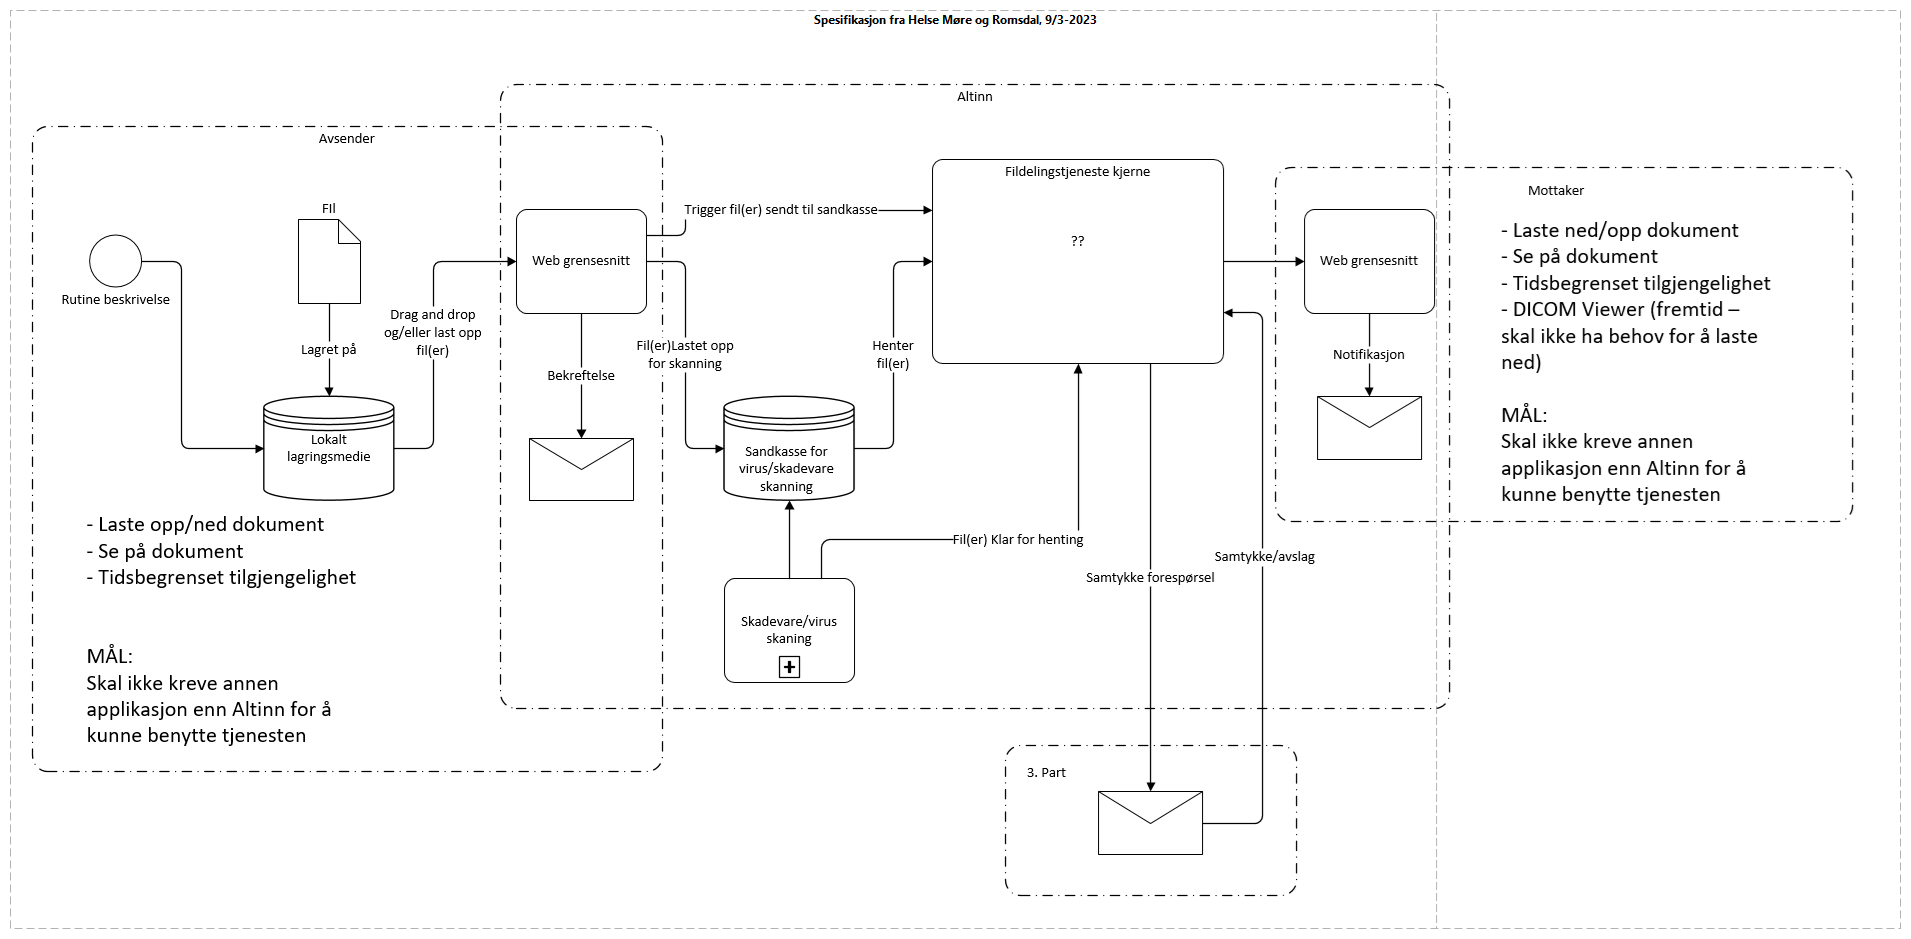 Spesifikasjon fra Helse Møre og Romsdal, 9/3-2023
Altinn
Avsender
FIl
Rutine beskrivelse
Lagret på
Lokalt
lagringsmedie
Drag and drop
og/eller last opp
fil(er)
- Laste opp/ned dokument
- Se på dokument
- Tidsbegrenset tilgjengelighet
MÅL:
Skal ikke kreve annen
applikasjon enn Altinn for å
kunne benytte tjenesten
Web grensesnitt
Bekreftelse
Trigger fil(er) sendt til sandkasse
Fil(er)Lastet opp
for skanning
Sandkasse for
virus/skadevare
skanning
Henter
fil(er)
Skadevare/virus
skaning
Fil(er) Klar for henting
Fildelingstjeneste kjerne
??
Samtykke forespørsel
Samtykke/avslag
3. Part
Web grensesnitt
Notifikasjon
Mottaker
- Laste ned/opp dokument
- Se på dokument
- Tidsbegrenset tilgjengelighet
- DICOM Viewer (fremtid –
skal ikke ha behov for å laste
ned)
MÅL:
Skal ikke kreve annen
applikasjon enn Altinn for å
kunne benytte tjenesten